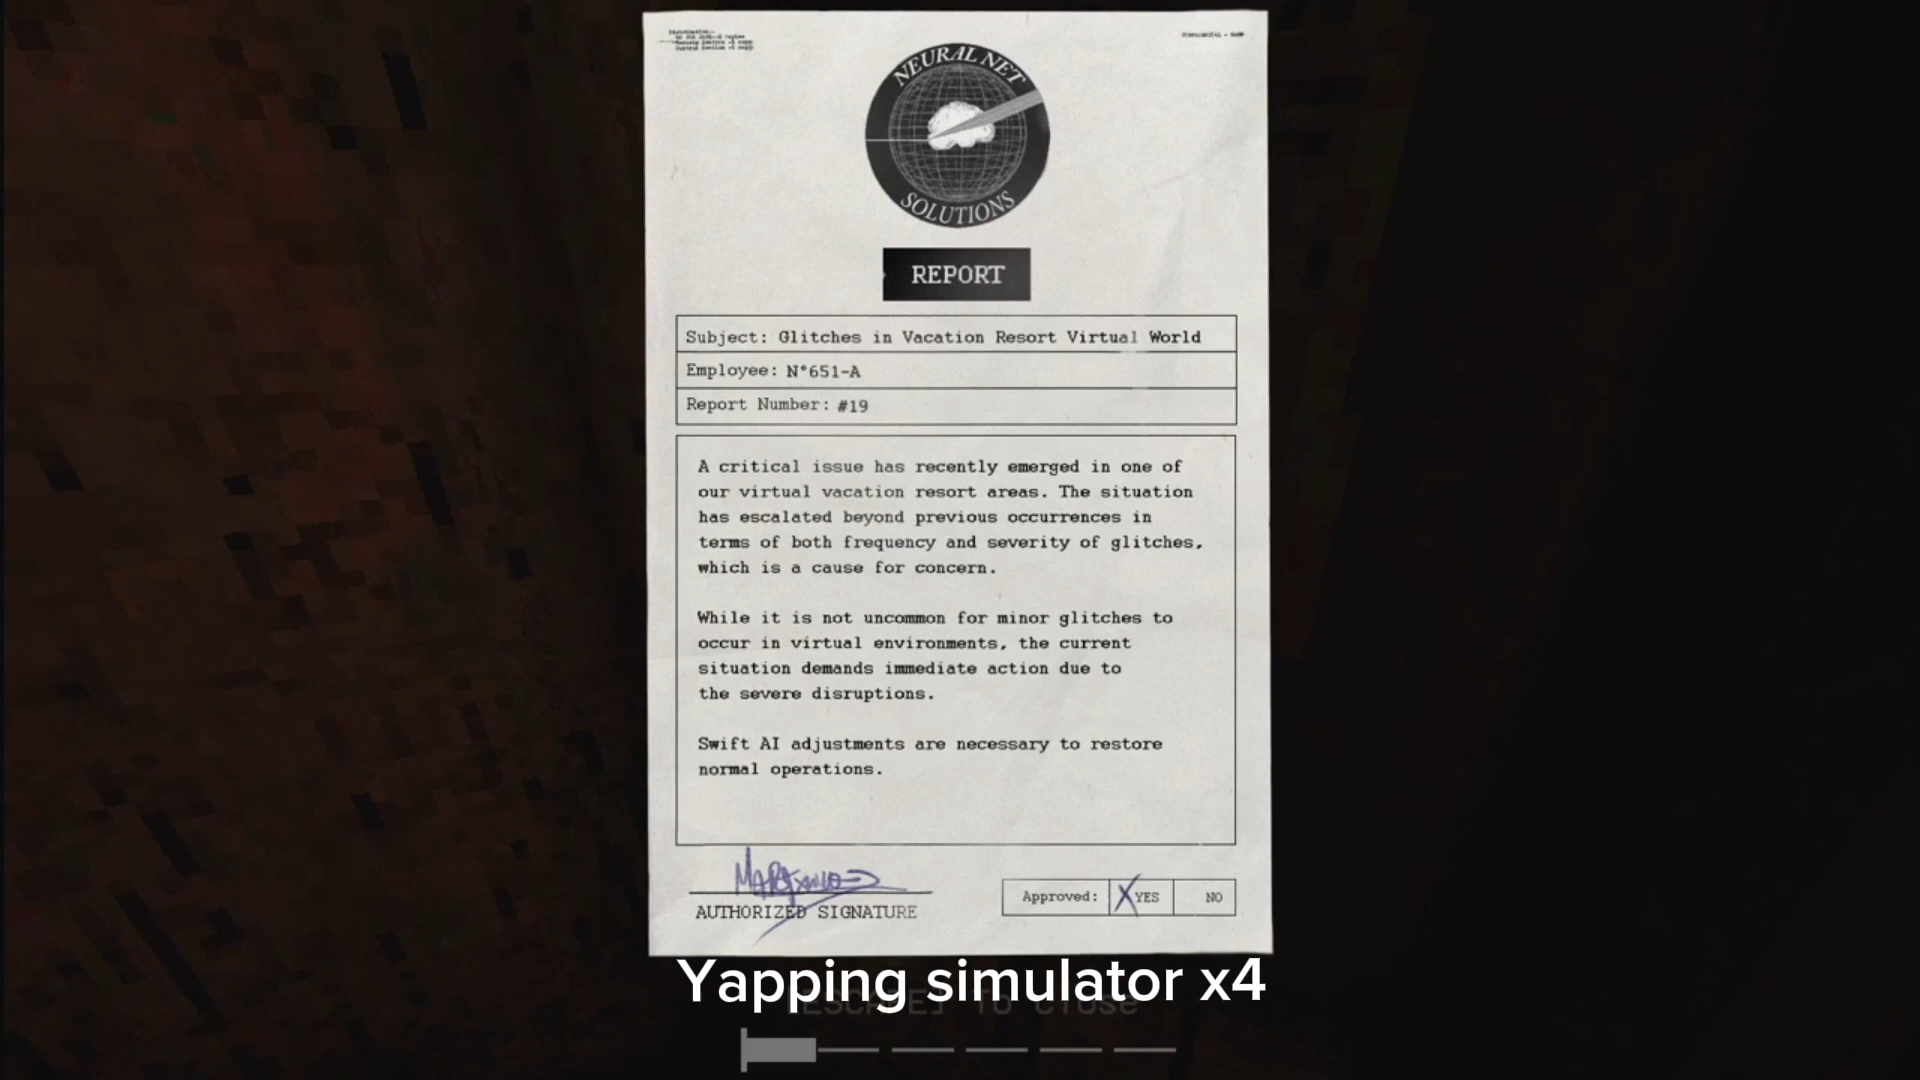 NEURAL NET
SOLUTIONS
REPORT
Subject: Glitches in Vacation Resort Virtual World
Employee: N°651-A
Report Number: #19
A critical issue has recently emerged in one of
our virtual vacation resort areas. The situation
has escalated beyond previous occurrences in
terms of both frequency and severity of glitches,
which is a cause for concern.
While it is not uncommon for minor glitches to
occur in virtual environments, the current
situation demands immediate action due to
the severe disruptions.
Swift AI adjustments are necessary to restore
normal operations.
AUTHORIZED SIGNATURE
Approved: X YES NO
Yapping simulator x4
[ESCAPE] To Close